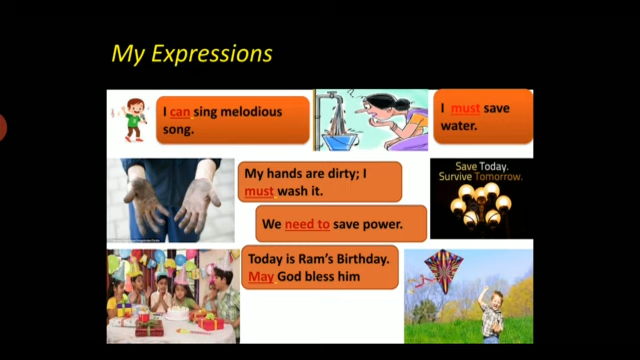 My Expressions
I can sing melodious
song.
I must save
water.
My hands are dirty; I
must wash it.
Save Today.
Survive Tomorrow.
We need to save power.
Today is Ram's Birthday.
May God bless him